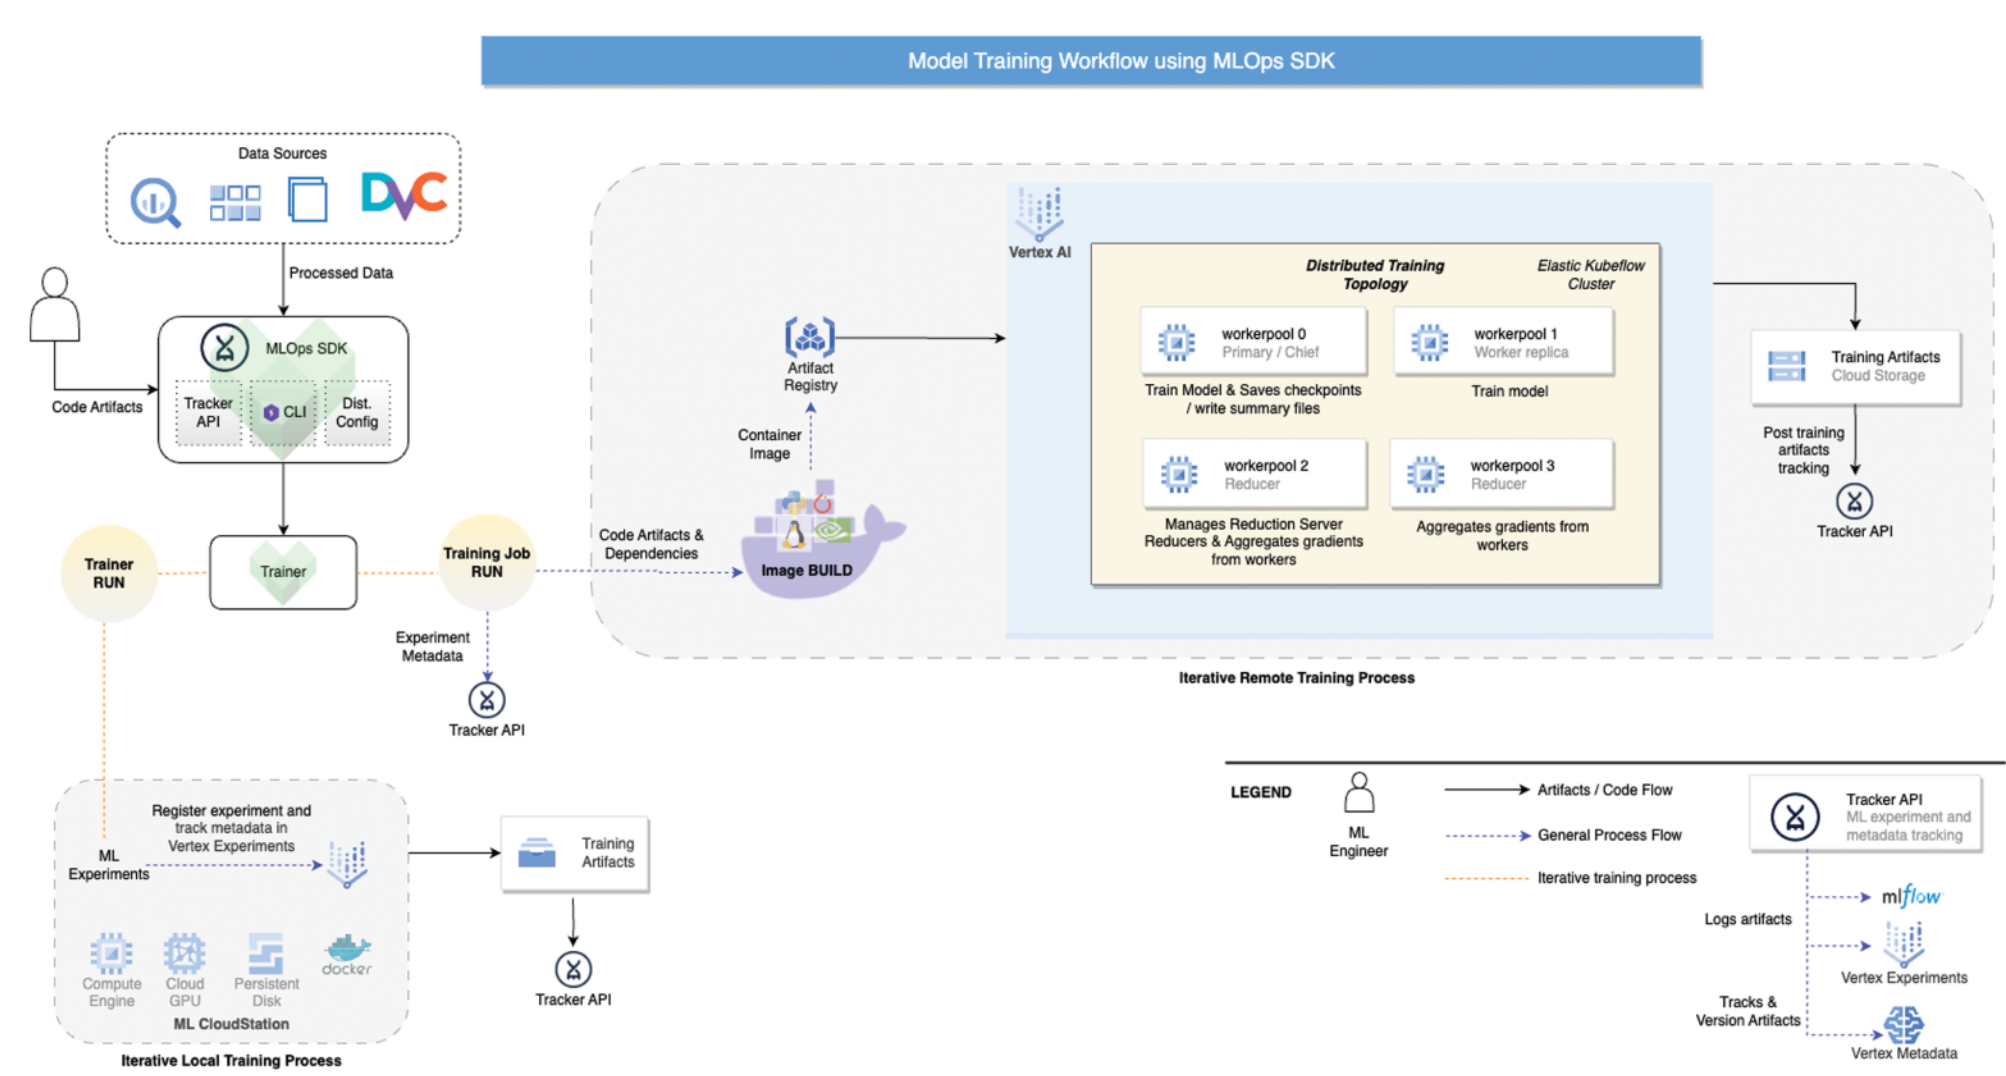 Model Training Workflow using MLOps SDK
Data Sources
DVC
Processed Data
Code Artifacts
MLOps SDK
Tracker
API
CLI
Dist.
Config
Trainer
RUN
Trainer
Training Job
RUN
Experiment
Metadata
Tracker API
Code Artifacts &
Dependencies
Image BUILD
Container
Image
Artifact
Registry
Vertex AI
Distributed Training
Topology
Elastic Kubeflow
Cluster
workerpool 0
Primary / Chief
Train Model & Saves checkpoints
/ write summary files
workerpool 1
Worker replica
Train model
workerpool 2
Reducer
Manages Reduction Server
Reducers & Aggregates gradients
from workers
workerpool 3
Reducer
Aggregates gradients from
workers
Training Artifacts
Cloud Storage
Post training
artifacts
tracking
Tracker API
Iterative Remote Training Process
Register experiment and
track metadata in
Vertex Experiments
ML
Experiments
Compute
Engine
Cloud
GPU
Persistent
Disk
docker
ML CloudStation
Iterative Local Training Process
Training
Artifacts
Tracker API
LEGEND
ML
Engineer
Artifacts / Code Flow
General Process Flow
Iterative training process
Tracker API
ML experiment and
metadata tracking
Logs artifacts
mlflow
Vertex Experiments
Tracks &
Version Artifacts
Vertex Metadata